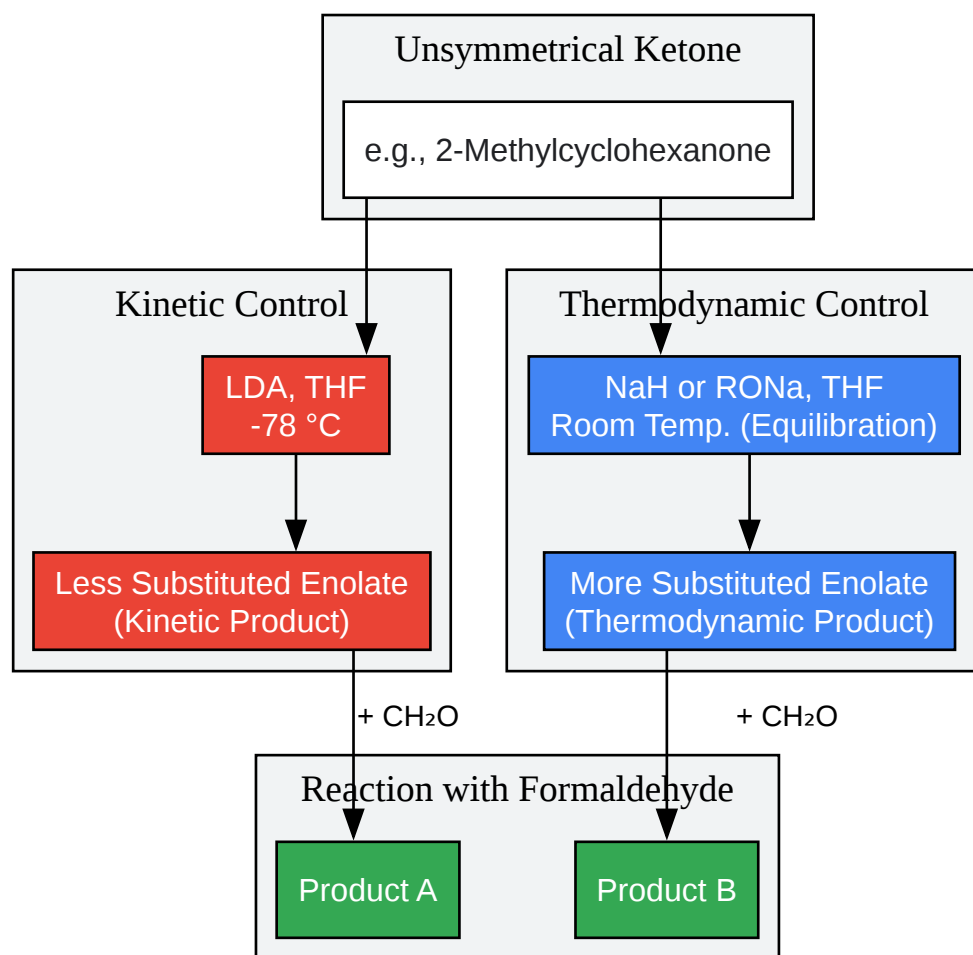 Unsymmetrical Ketone
e.g., 2-Methylcyclohexanone
Kinetic Control
LDA, THF
-78 °C
Less Substituted Enolate
(Kinetic Product)
Thermodynamic Control
NaH or RONa, THF
Room Temp. (Equilibration)
More Substituted Enolate
(Thermodynamic Product)
+ CH₂O
+ CH₂O
Reaction with Formaldehyde
Product A
Product B